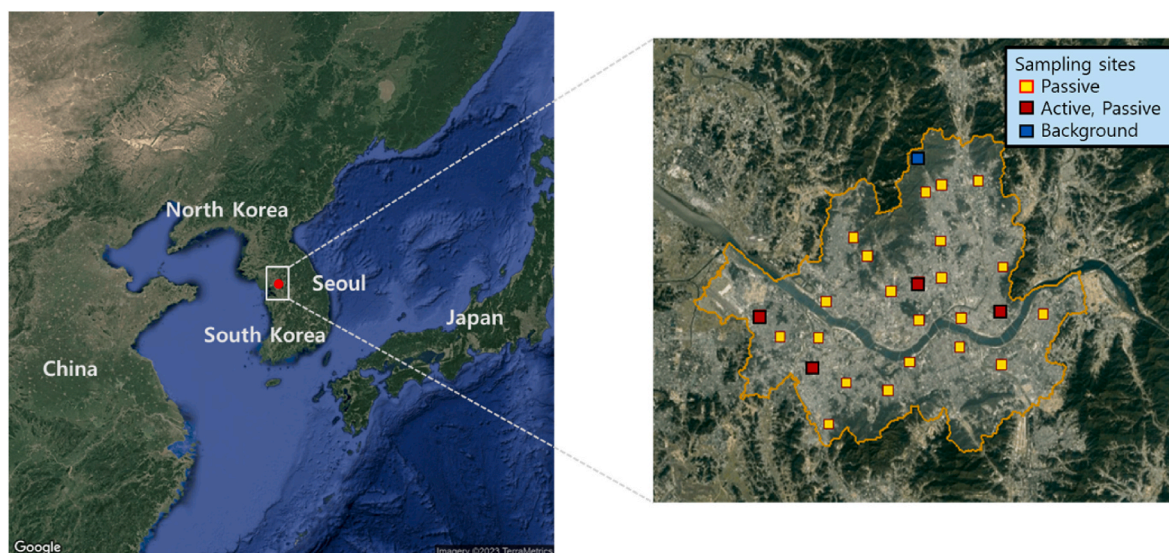 North Korea
Seoul
South Korea
Japan
China
Google
Imagery ©2023 TerraMetrics
Sampling sites
Passive
Active, Passive
Background